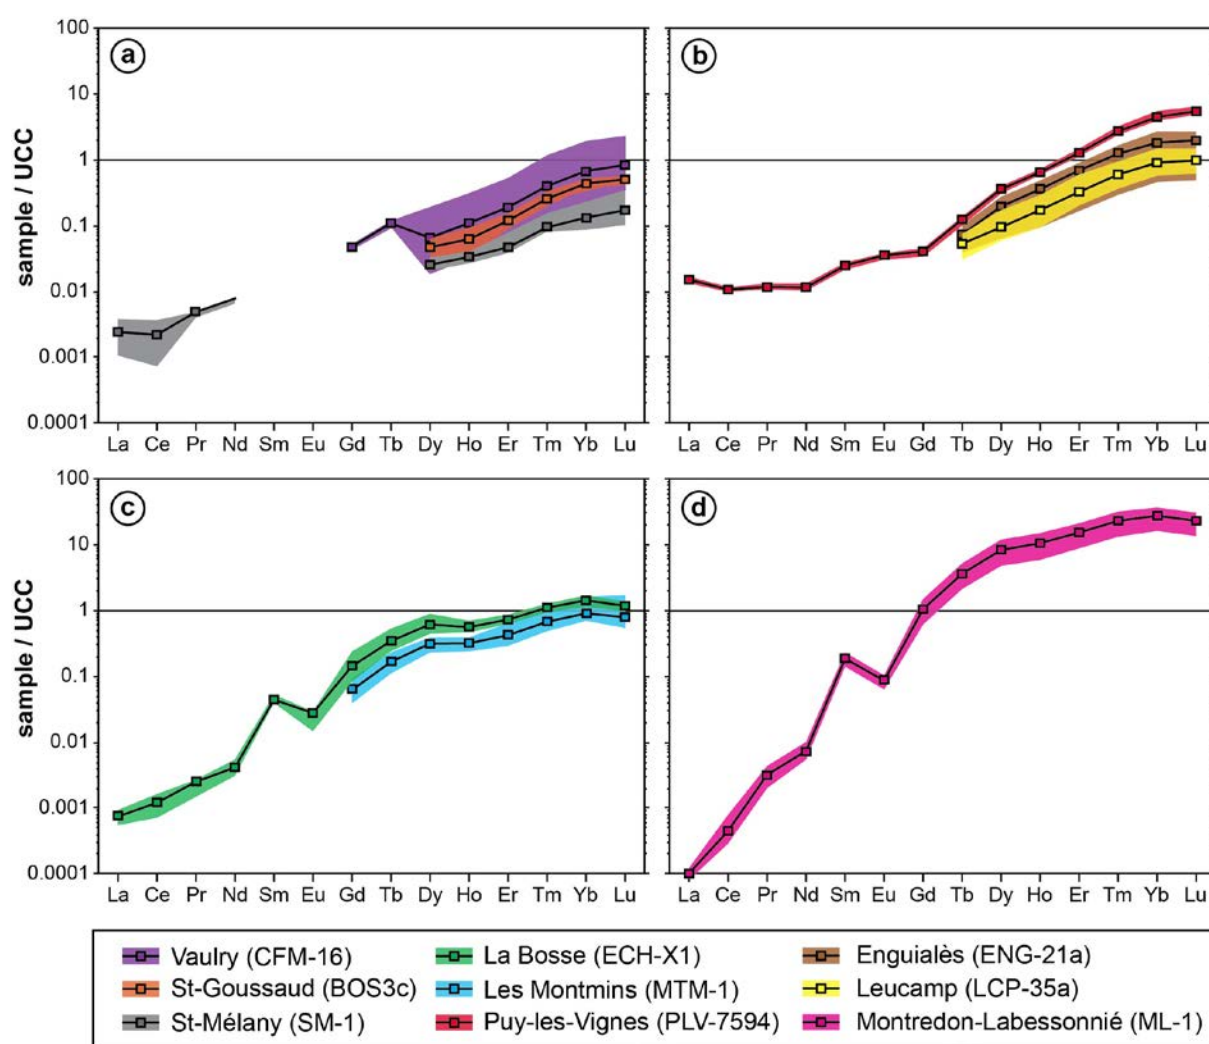 a
b
100
10
1
0.1
0.01
0.001
0.0001
sample / UCC
La Ce Pr Nd Sm Eu Gd Tb Dy Ho Er Tm Yb Lu
La Ce Pr Nd Sm Eu Gd Tb Dy Ho Er Tm Yb Lu
c
d
100
10
1
0.1
0.01
0.001
0.0001
sample / UCC
La Ce Pr Nd Sm Eu Gd Tb Dy Ho Er Tm Yb Lu
La Ce Pr Nd Sm Eu Gd Tb Dy Ho Er Tm Yb Lu
Vaulry (CFM-16)
St-Goussaud (BOS3c)
St-Mélany (SM-1)
La Bosse (ECH-X1)
Les Montmins (MTM-1)
Puy-les-Vignes (PLV-7594)
Enguialès (ENG-21a)
Leucamp (LCP-35a)
Montredon-Labessonnié (ML-1)